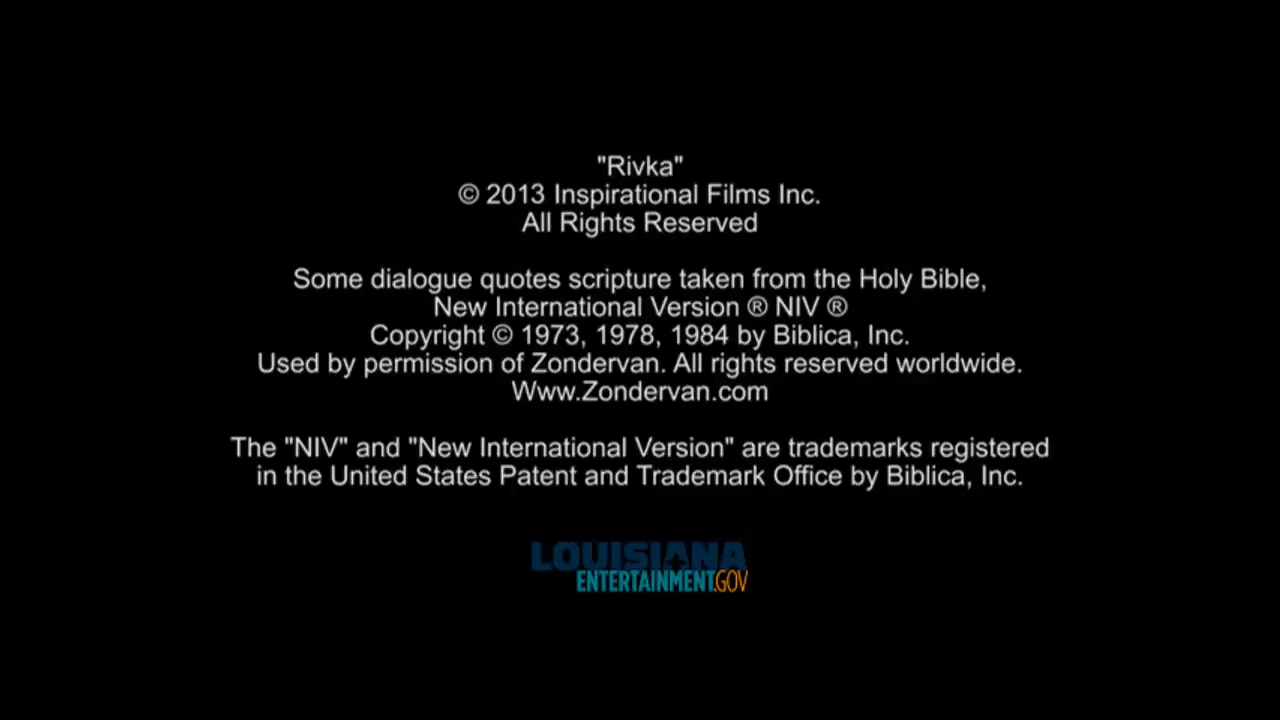 "Rivka"
© 2013 Inspirational Films Inc.
All Rights Reserved
Some dialogue quotes scripture taken from the Holy Bible,
New International Version ® NIV ®
Copyright © 1973, 1978, 1984 by Biblica, Inc.
Used by permission of Zondervan. All rights reserved worldwide.
Www.Zondervan.com
The "NIV" and "New International Version" are trademarks registered
in the United States Patent and Trademark Office by Biblica, Inc.
LOUISIANA
ENTERTAINMENT.GOV